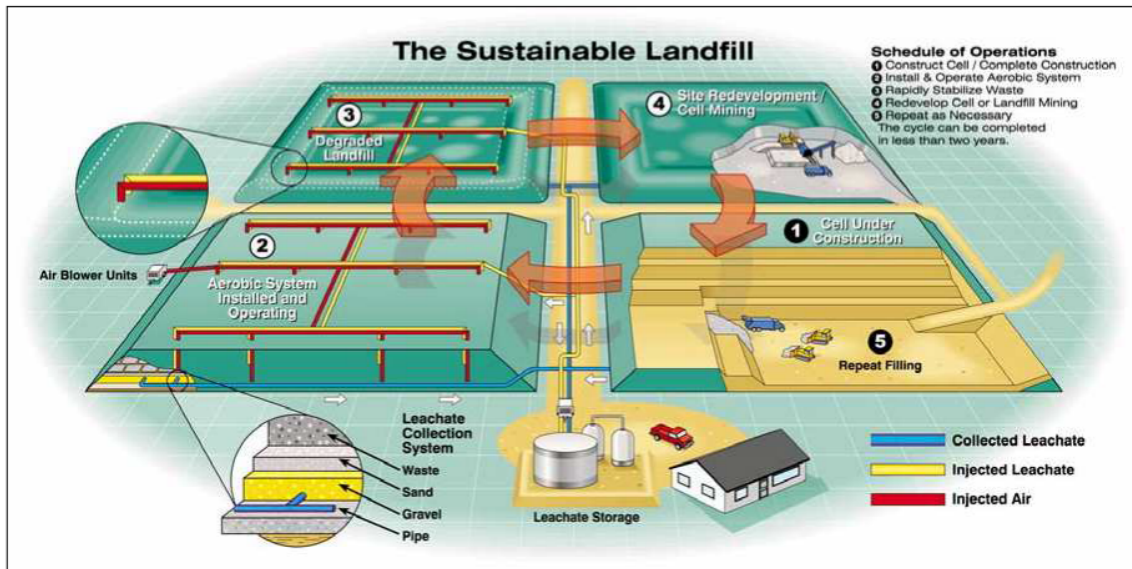 The Sustainable Landfill
Schedule of Operations
1 Construct Cell / Complete Construction
2 Install & Operate Aerobic System
3 Rapidly Stabilize Waste
4 Redevelop Cell or Landfill Mining
5 Repeat as Necessary
The cycle can be completed
in less than two years.
3
Degraded
Landfill
4
Site Redevelopment /
Cell Mining
2
Aerobic System
Installed and
Operating
1
Cell Under
Construction
Air Blower Units
5
Repeat Filling
Leachate
Collection
System
Waste
Sand
Gravel
Pipe
Leachate Storage
Collected Leachate
Injected Leachate
Injected Air